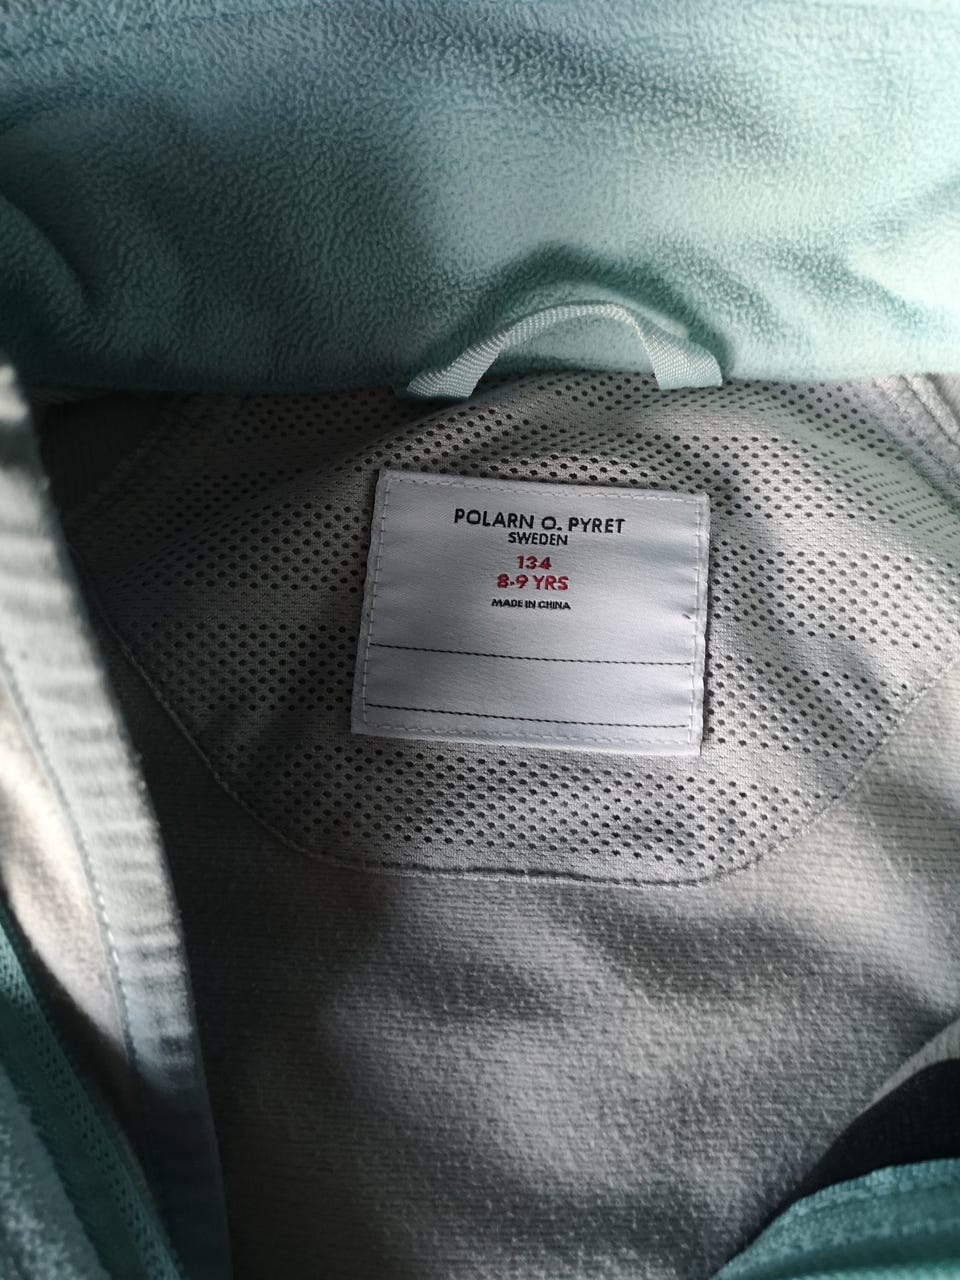 POLARN O. PYRET
SWEDEN
134
8-9 YRS
MADE IN CHINA